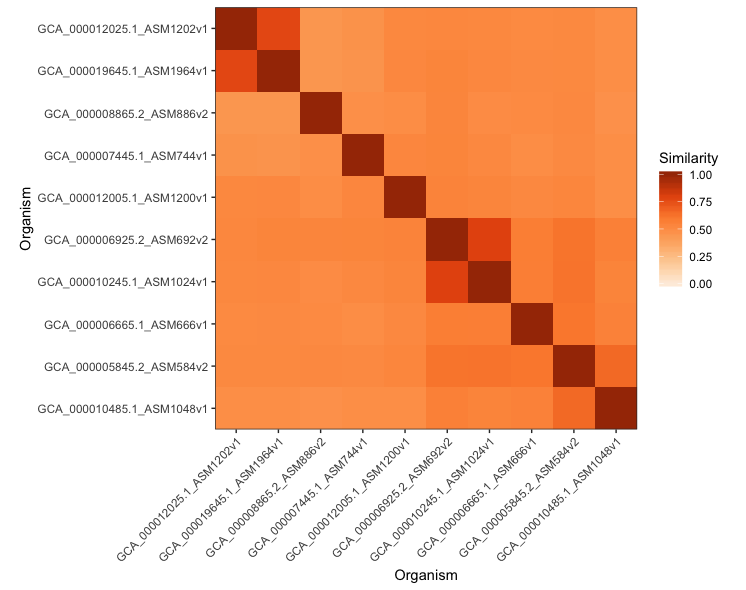 GCA_000012025.1_ASM1202v1
GCA_000019645.1_ASM1964v1
GCA_000008865.2_ASM886v2
GCA_000007445.1_ASM744v1
GCA_000012005.1_ASM1200v1
GCA_000006925.2_ASM692v2
GCA_000010245.1_ASM1024v1
GCA_000006665.1_ASM666v1
GCA_000005845.2_ASM584v2
GCA_000010485.1_ASM1048v1
Organism
Similarity
1.00
0.75
0.50
0.25
0.00
GCA_000012025.1_ASM1202v1
GCA_000019645.1_ASM1964v1
GCA_000008865.2_ASM886v2
GCA_000007445.1_ASM744v1
GCA_000012005.1_ASM1200v1
GCA_000006925.2_ASM692v2
GCA_000010245.1_ASM1024v1
GCA_000006665.1_ASM666v1
GCA_000005845.2_ASM584v2
GCA_000010485.1_ASM1048v1
Organism